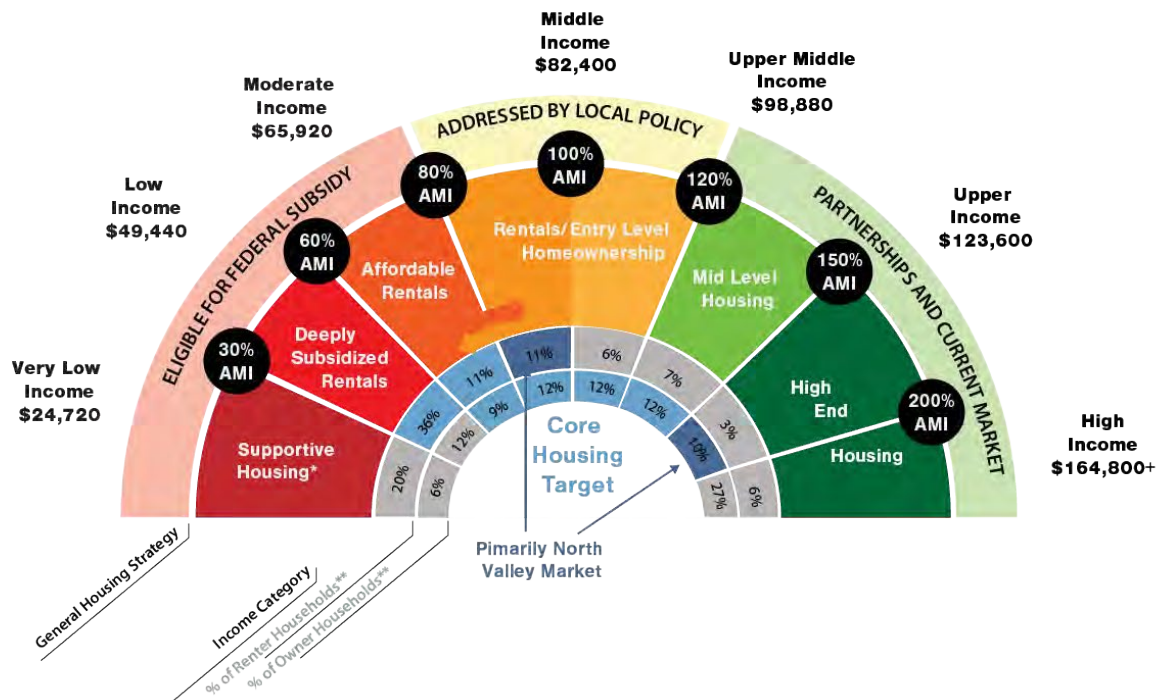 Middle
Income
$82,400
Upper Middle
Income
$98,880
Moderate
Income
$65,920
ADDRESSED BY LOCAL POLICY
Low
Income
$49,440
Upper
Income
$123,600
Very Low
Income
$24,720
High
Income
$164,800+
ELIGIBLE FOR FEDERAL SUBSIDY
PARTNERSHIPS AND CURRENT MARKET
30%
AMI
60%
AMI
80%
AMI
100%
AMI
120%
AMI
150%
AMI
200%
AMI
Supportive
Housing*
Deeply
Subsidized
Rentals
Affordable
Rentals
Rentals/Entry Level
Homeownership
Mid Level
Housing
High
End
Housing
20%
36%
11%
11%
6%
7%
3%
6%
6%
12%
9%
12%
12%
12%
10%
27%
Core
Housing
Target
Pimarily North
Valley Market
General Housing Strategy
Income Category
% of Renter Households**
% of Owner Households**